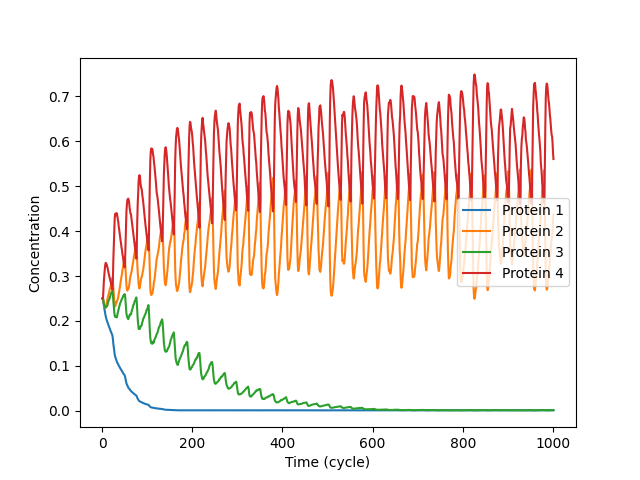 0.7
0.6
0.5
0.4
0.3
0.2
0.1
0.0
Concentration
0
200
400
600
800
1000
Time (cycle)
Protein 1
Protein 2
Protein 3
Protein 4